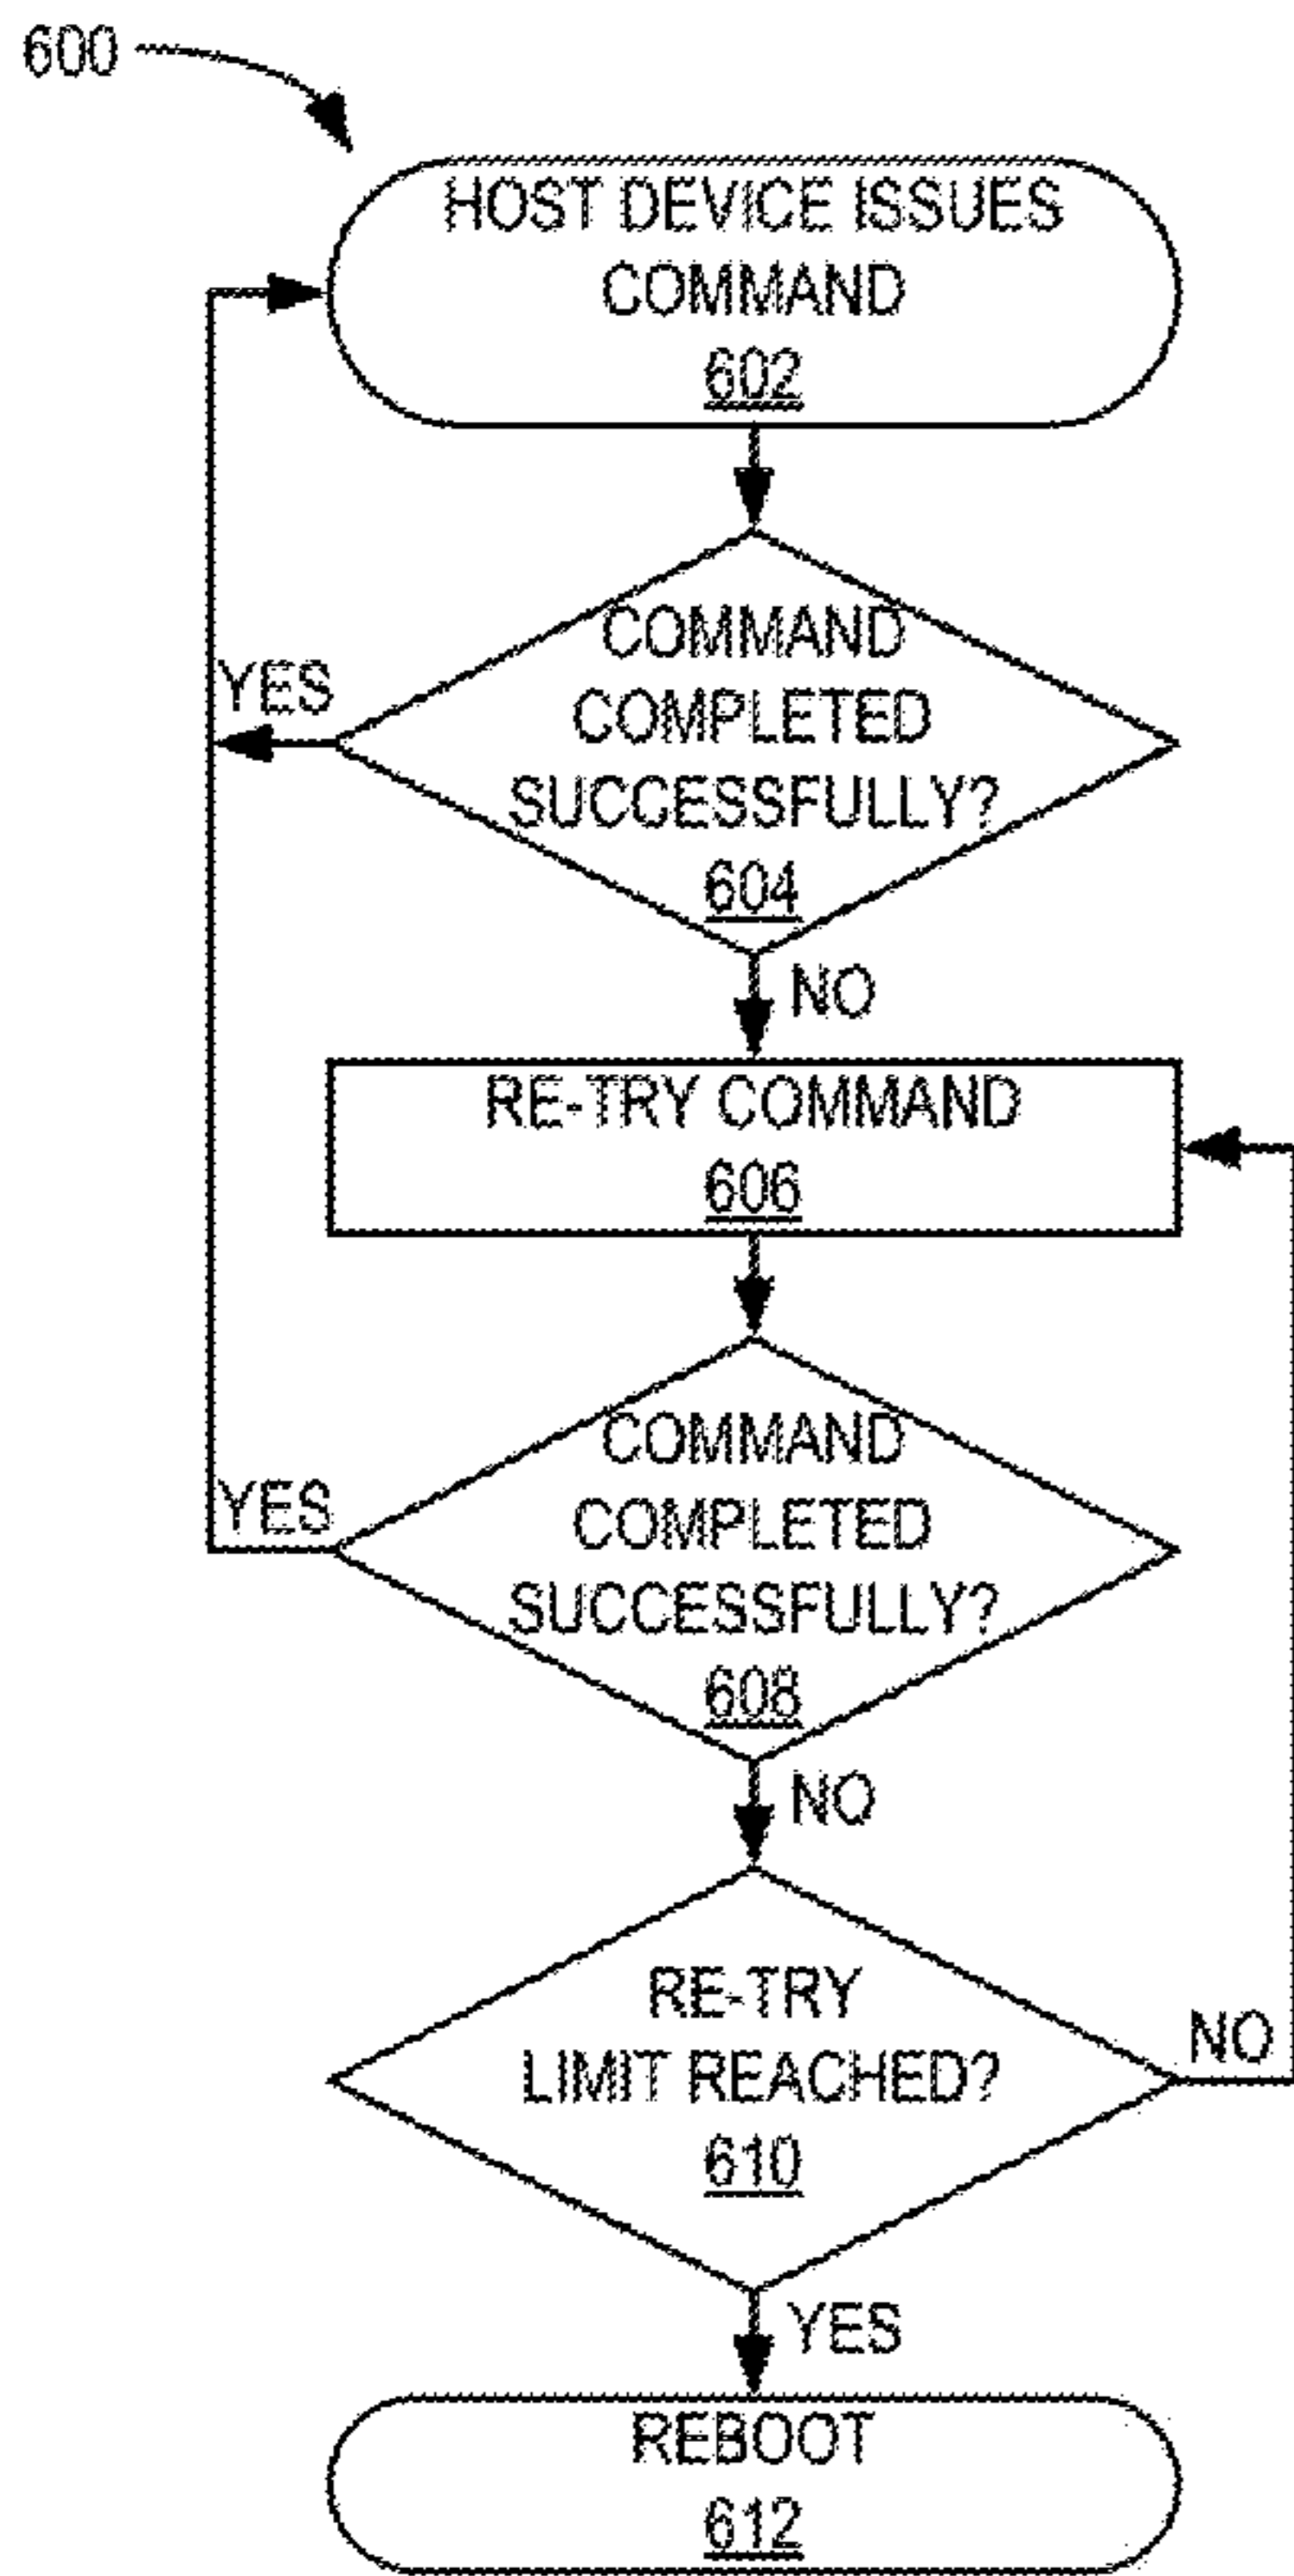 600
HOST DEVICE ISSUES
COMMAND
602
COMMAND
COMPLETED
SUCCESSFULLY?
604
YES
NO
RE-TRY COMMAND
606
COMMAND
COMPLETED
SUCCESSFULLY?
608
YES
NO
RE-TRY
LIMIT REACHED?
610
NO
YES
REBOOT
612